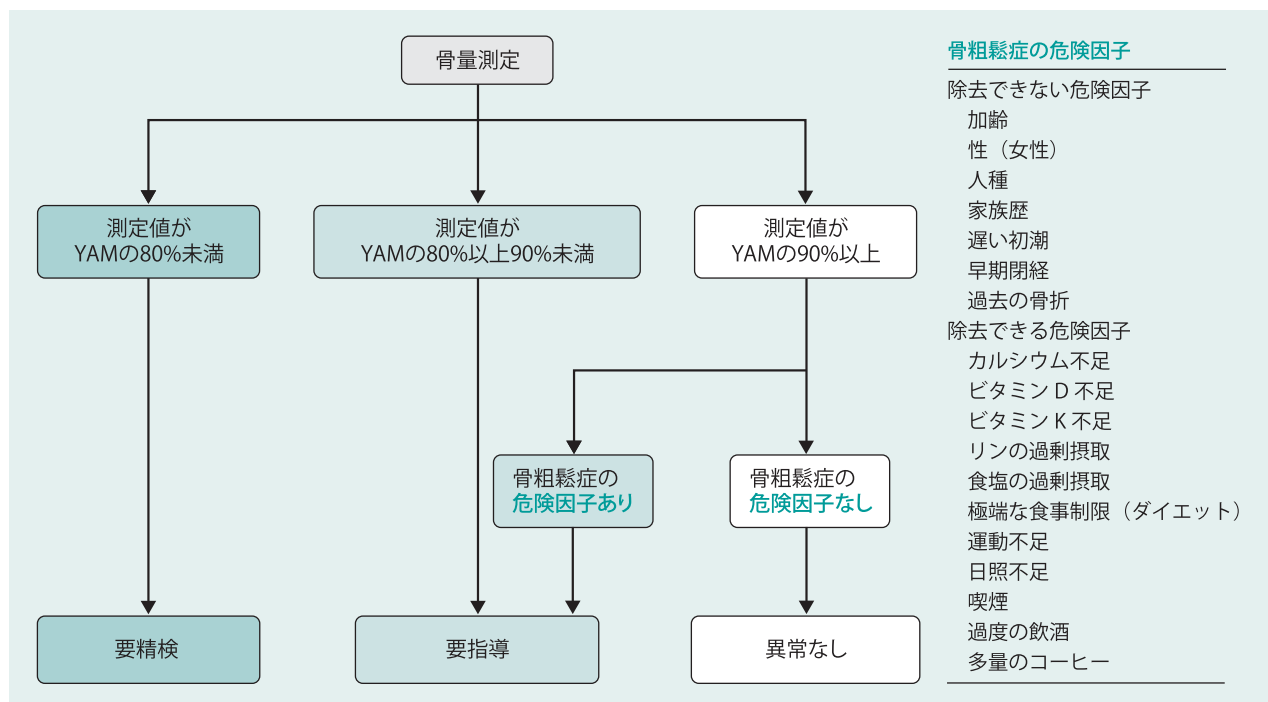 骨量測定
測定値が
YAMの80%未満
測定値が
YAMの80%以上90%未満
測定値が
YAMの90%以上
骨粗鬆症の
危険因子あり
骨粗鬆症の
危険因子なし
要精検
要指導
異常なし
骨粗鬆症の危険因子
除去できない危険因子
加齢
性（女性）
人種
家族歴
遅い初潮
早期閉経
過去の骨折
除去できる危険因子
カルシウム不足
ビタミン D 不足
ビタミン K 不足
リンの過剰摂取
食塩の過剰摂取
極端な食事制限（ダイエット）
運動不足
日照不足
喫煙
過度の飲酒
多量のコーヒー